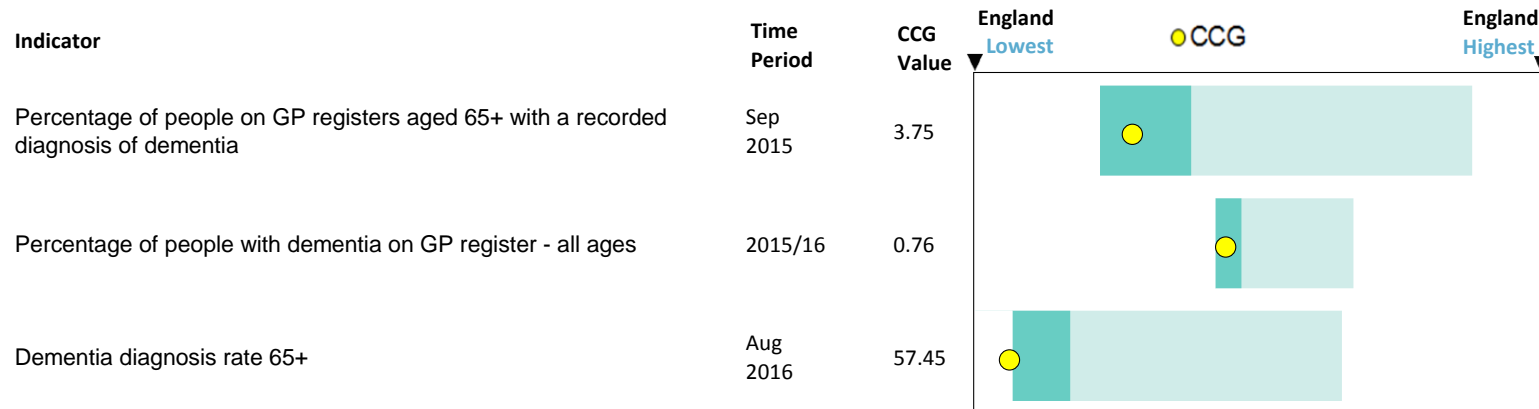 Indicator
Time Period
CCG Value
England Lowest
CCG
England Highest
Percentage of people on GP registers aged 65+ with a recorded
diagnosis of dementia
Sep
2015
3.75
Percentage of people with dementia on GP register - all ages
2015/16
0.76
Dementia diagnosis rate 65+
Aug
2016
57.45